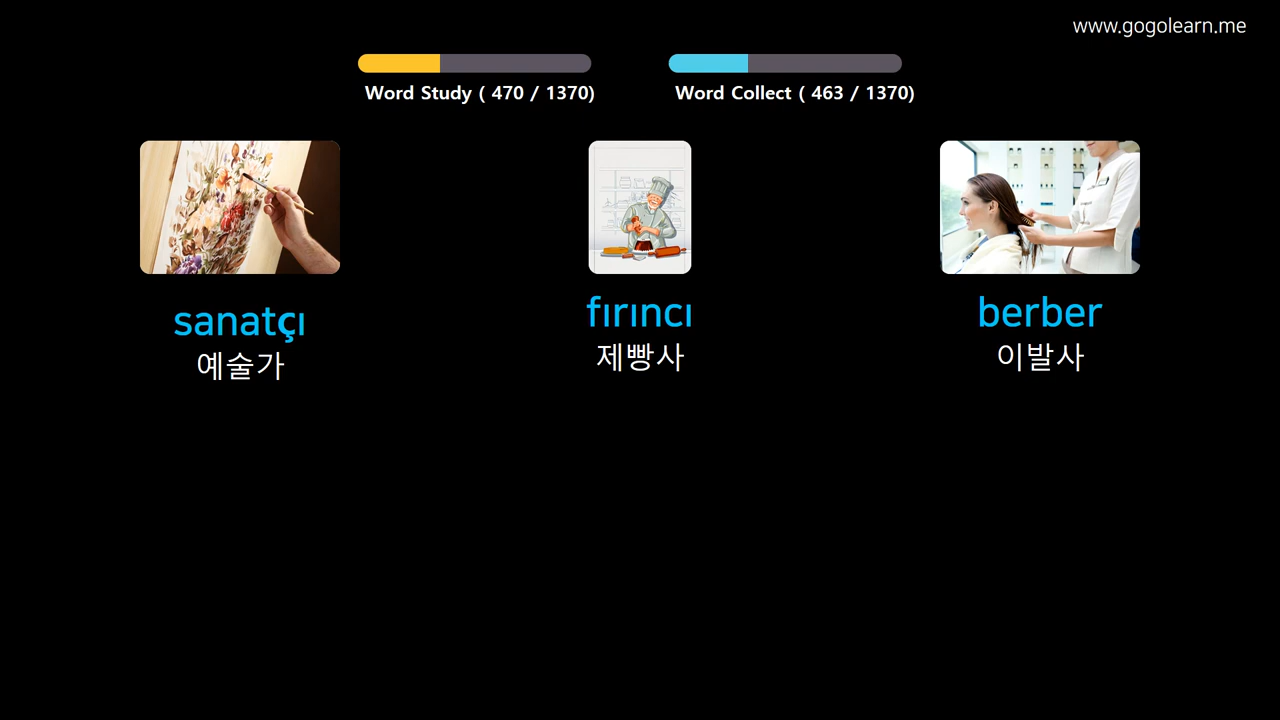 www.gogolearn.me
Word Study ( 470 / 1370)
Word Collect ( 463 / 1370)
sanatçı
예술가
fırıncı
제빵사
berber
이발사